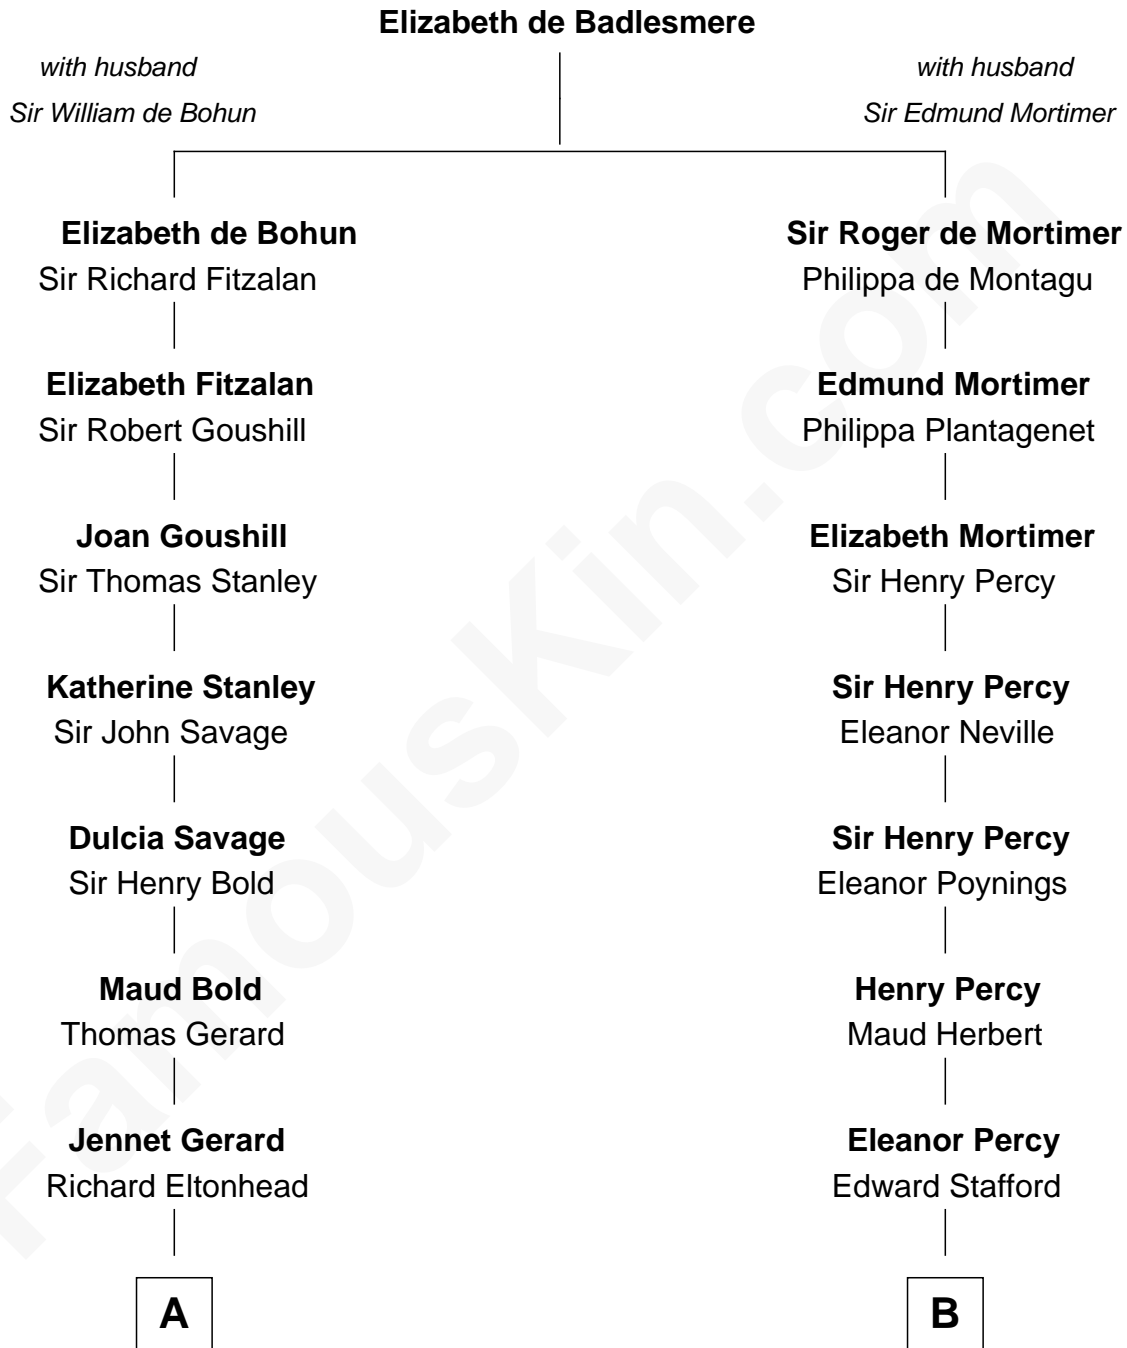 Elizabeth de Badlesmere
with husband
Sir William de Bohun
with husband
Sir Edmund Mortimer
Elizabeth de Bohun
Sir Richard Fitzalan
Sir Roger de Mortimer
Philippa de Montagu
Elizabeth Fitzalan
Sir Robert Goushill
Edmund Mortimer
Philippa Plantagenet
Joan Goushill
Sir Thomas Stanley
Elizabeth Mortimer
Sir Henry Percy
Katherine Stanley
Sir John Savage
Sir Henry Percy
Eleanor Neville
Dulcia Savage
Sir Henry Bold
Sir Henry Percy
Eleanor Poynings
Maud Bold
Thomas Gerard
Henry Percy
Maud Herbert
Jennet Gerard
Richard Eltonhead
Eleanor Percy
Edward Stafford
A
B
FamousKin.com